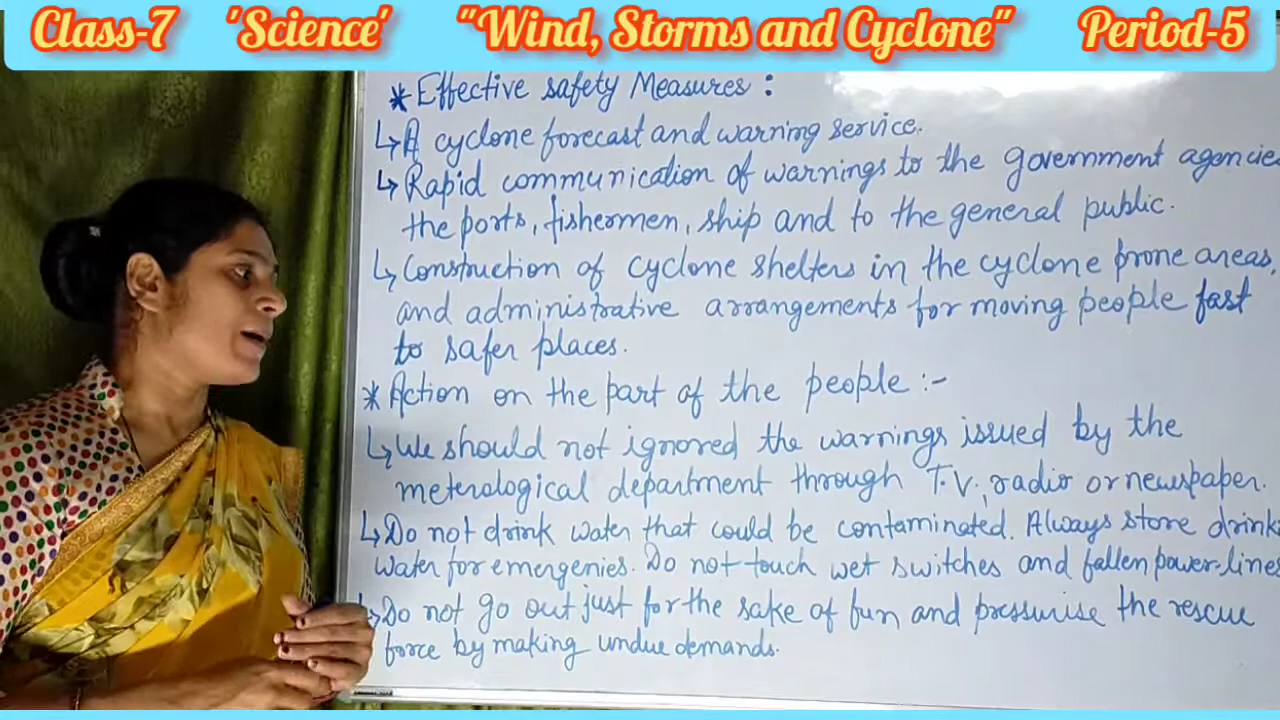 Class-7 'Science' "Wind, Storms and Cyclone" Period-5
* Effective safety Measures :
↳ A cyclone forecast and warning service.
↳ Rapid communication of warnings to the government agencies
the ports, fishermen, ship and to the general public.
↳ Construction of cyclone shelters in the cyclone prone areas,
and administrative arrangements for moving people fast
to safer places.
* Action on the part of the people :-
↳ We should not ignored the warnings issued by the
meterological department through T.V., radio or newspaper.
↳ Do not drink water that could be contaminated. Always store drink
water for emergenies. Do not touch wet switches and fallen power-lines
↳ Do not go out just for the sake of fun and pressurise the rescue
force by making undue demands.